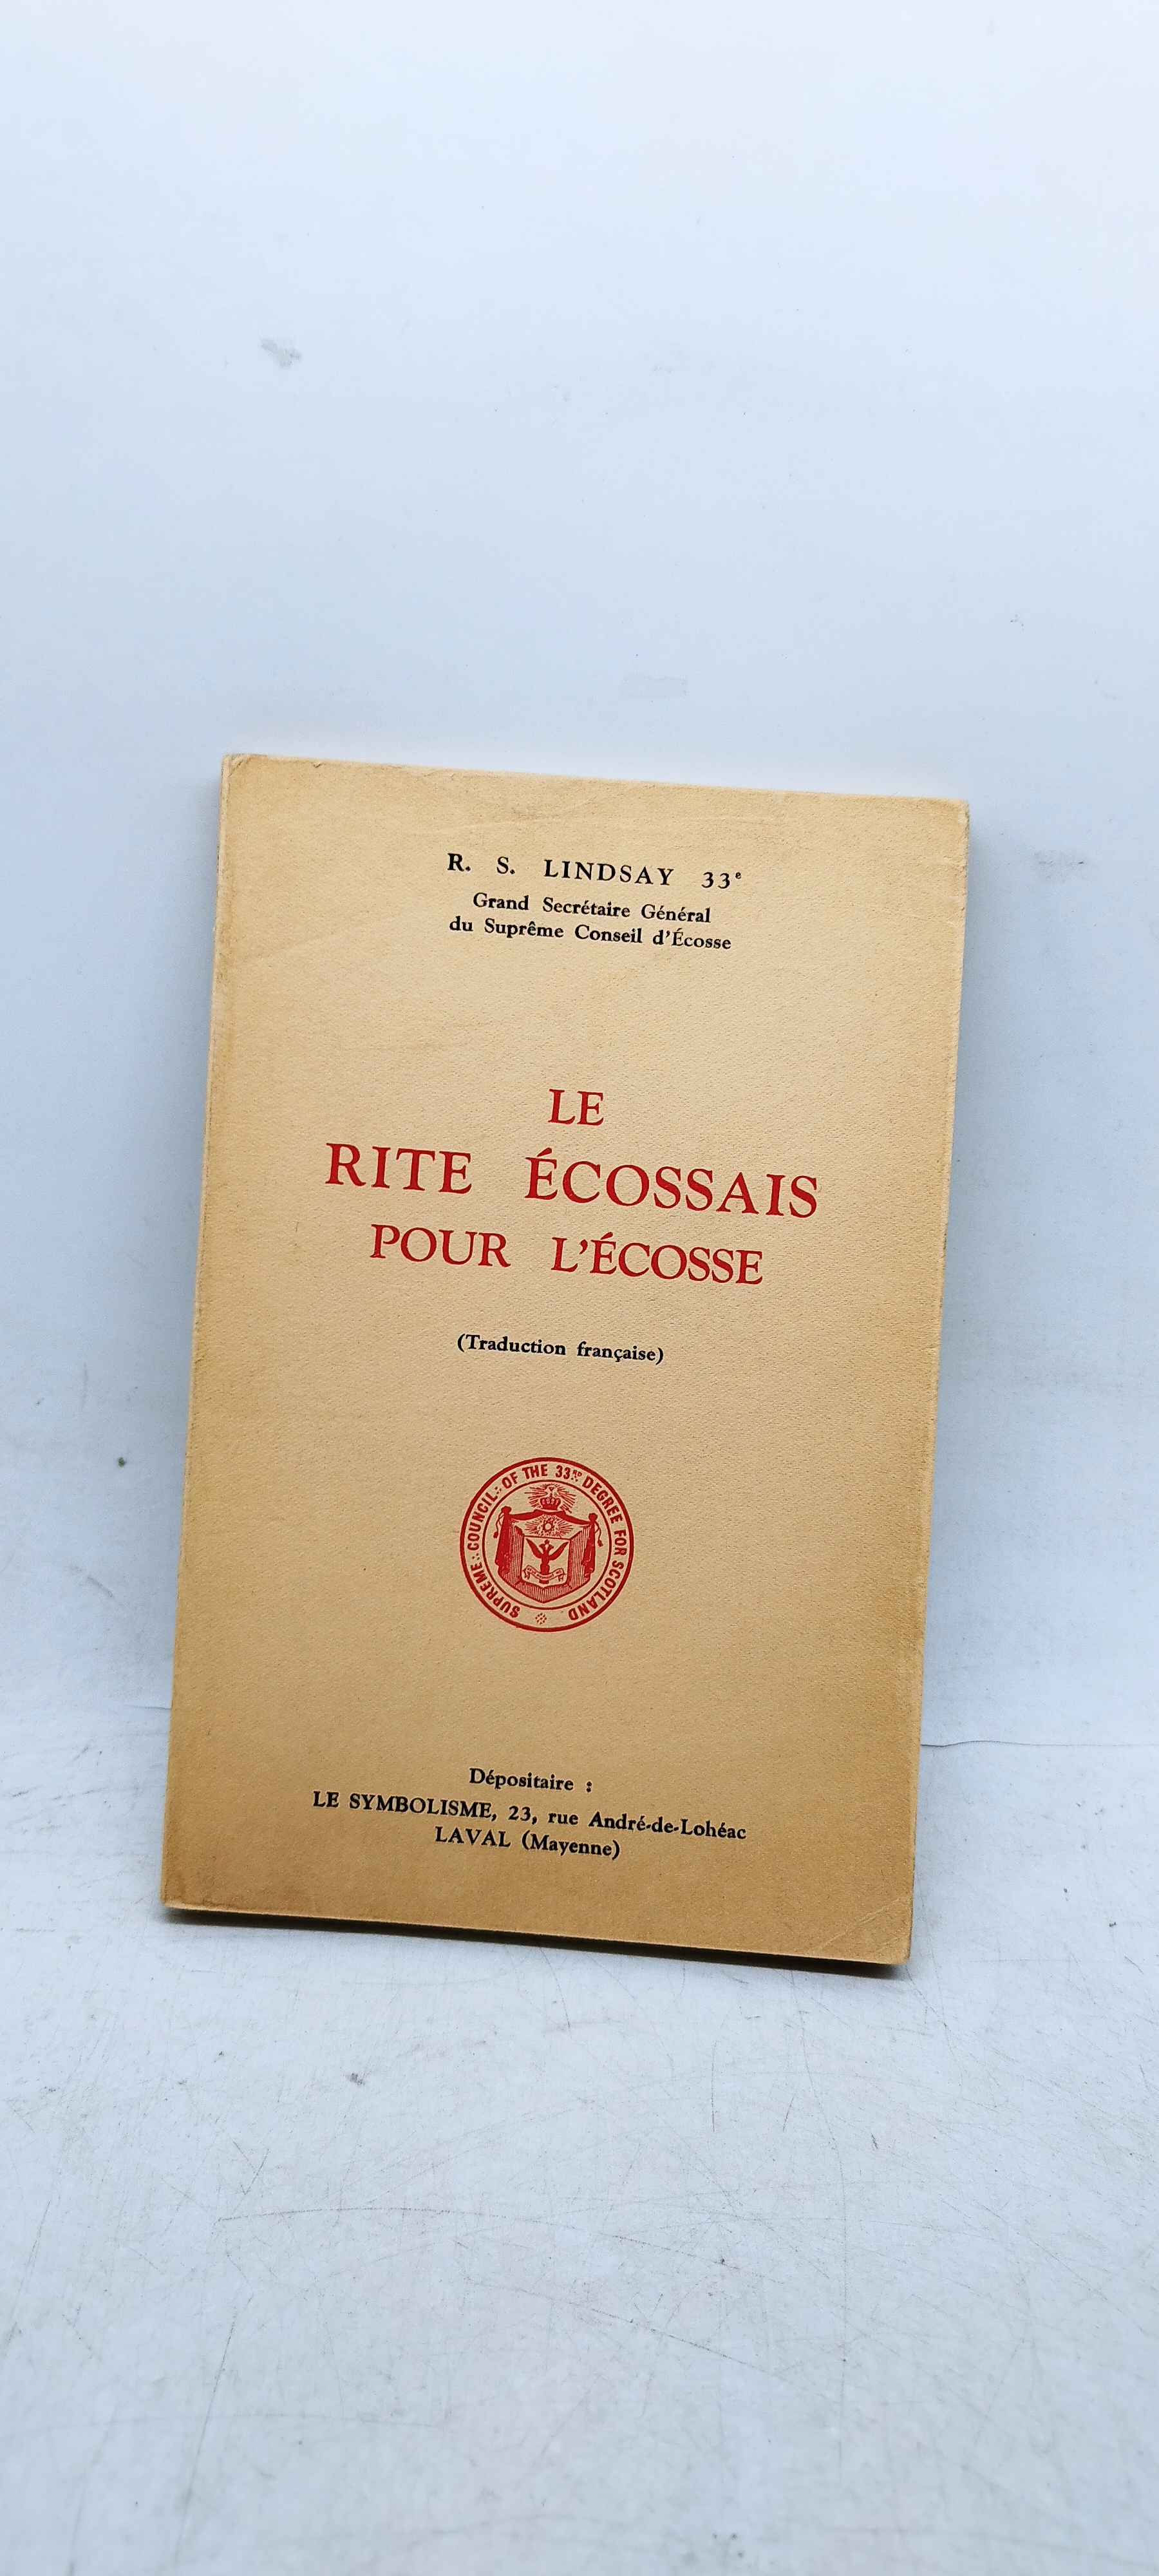 R. S. LINDSAY 33e
Grand Secrétaire Général
du Suprême Conseil d'Écosse
LE
RITE ÉCOSSAIS
POUR L'ÉCOSSE
(Traduction française)
SUPREME∴ COUNCIL∴ OF THE 33RD∴ DEGREE FOR SCOTLAND
Dépositaire :
LE SYMBOLISME, 23, rue André-de-Lohéac
LAVAL (Mayenne)